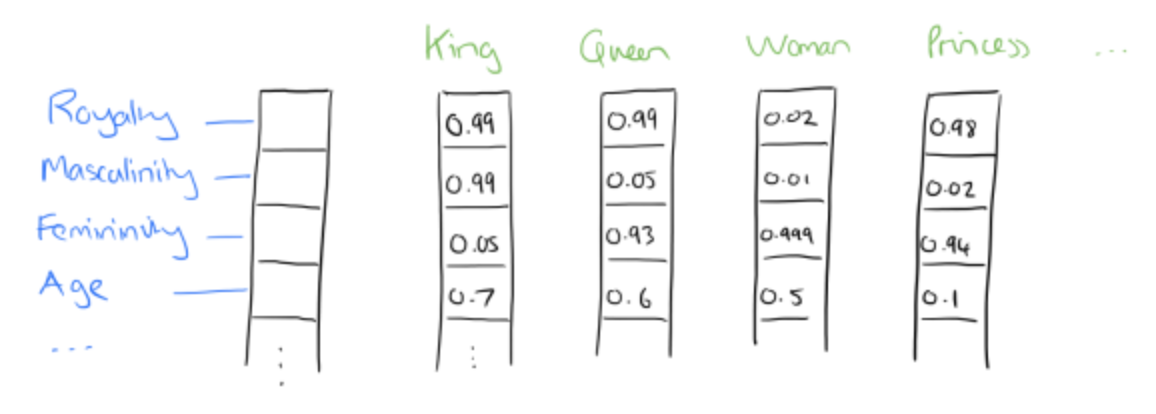 King Queen Woman Princess ...
Royalty 0.99 0.99 0.02 0.98
Masculinity 0.99 0.05 0.01 0.02
Femininity 0.05 0.93 0.999 0.94
Age 0.7 0.6 0.5 0.1
...